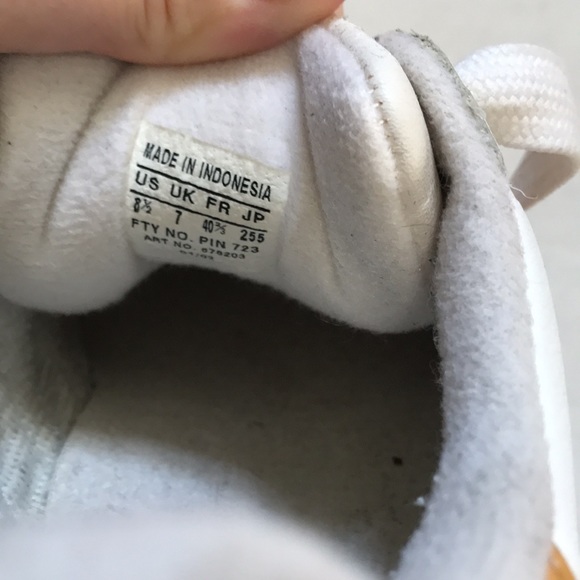 MADE IN INDONESIA
US UK FR JP
8½ 7 40⅔ 255
FTY NO. PIN 723
ART NO. 678203